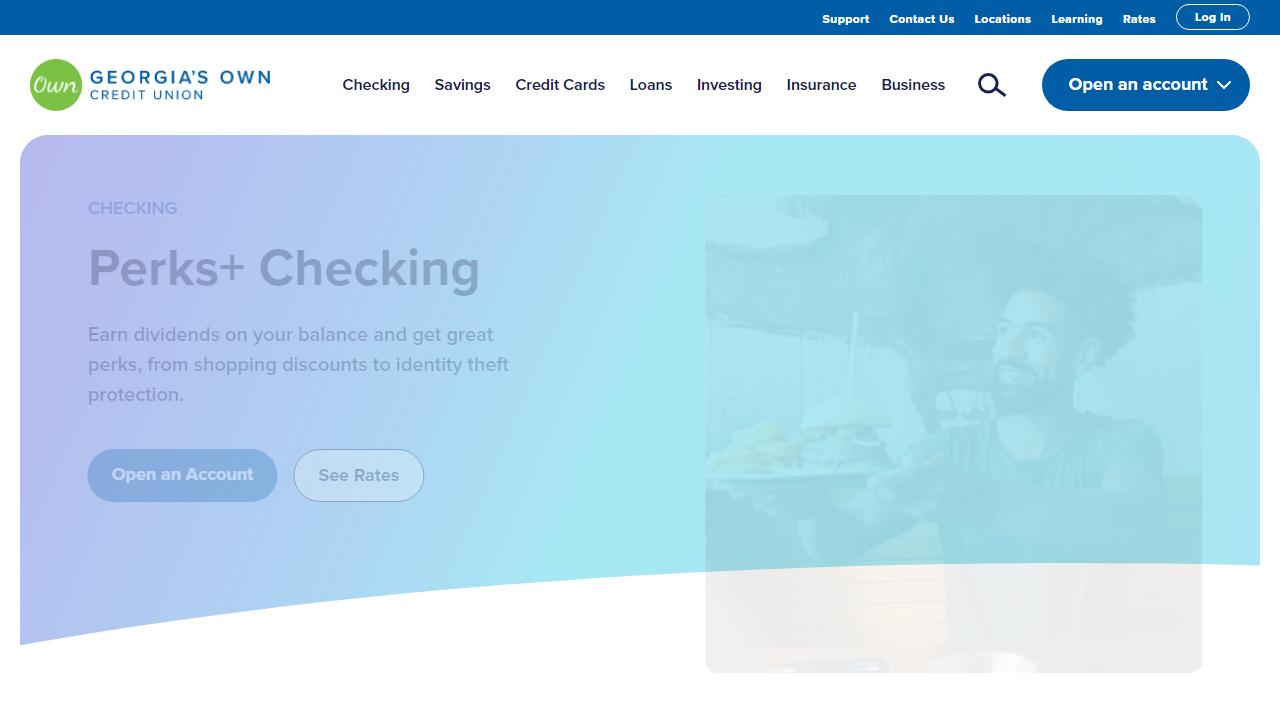 Support Contact Us Locations Learning Rates Log In
Own GEORGIA'S OWN
CREDIT UNION
Checking Savings Credit Cards Loans Investing Insurance Business Open an account
CHECKING
Perks+ Checking
Earn dividends on your balance and get great
perks, from shopping discounts to identity theft
protection.
Open an Account See Rates